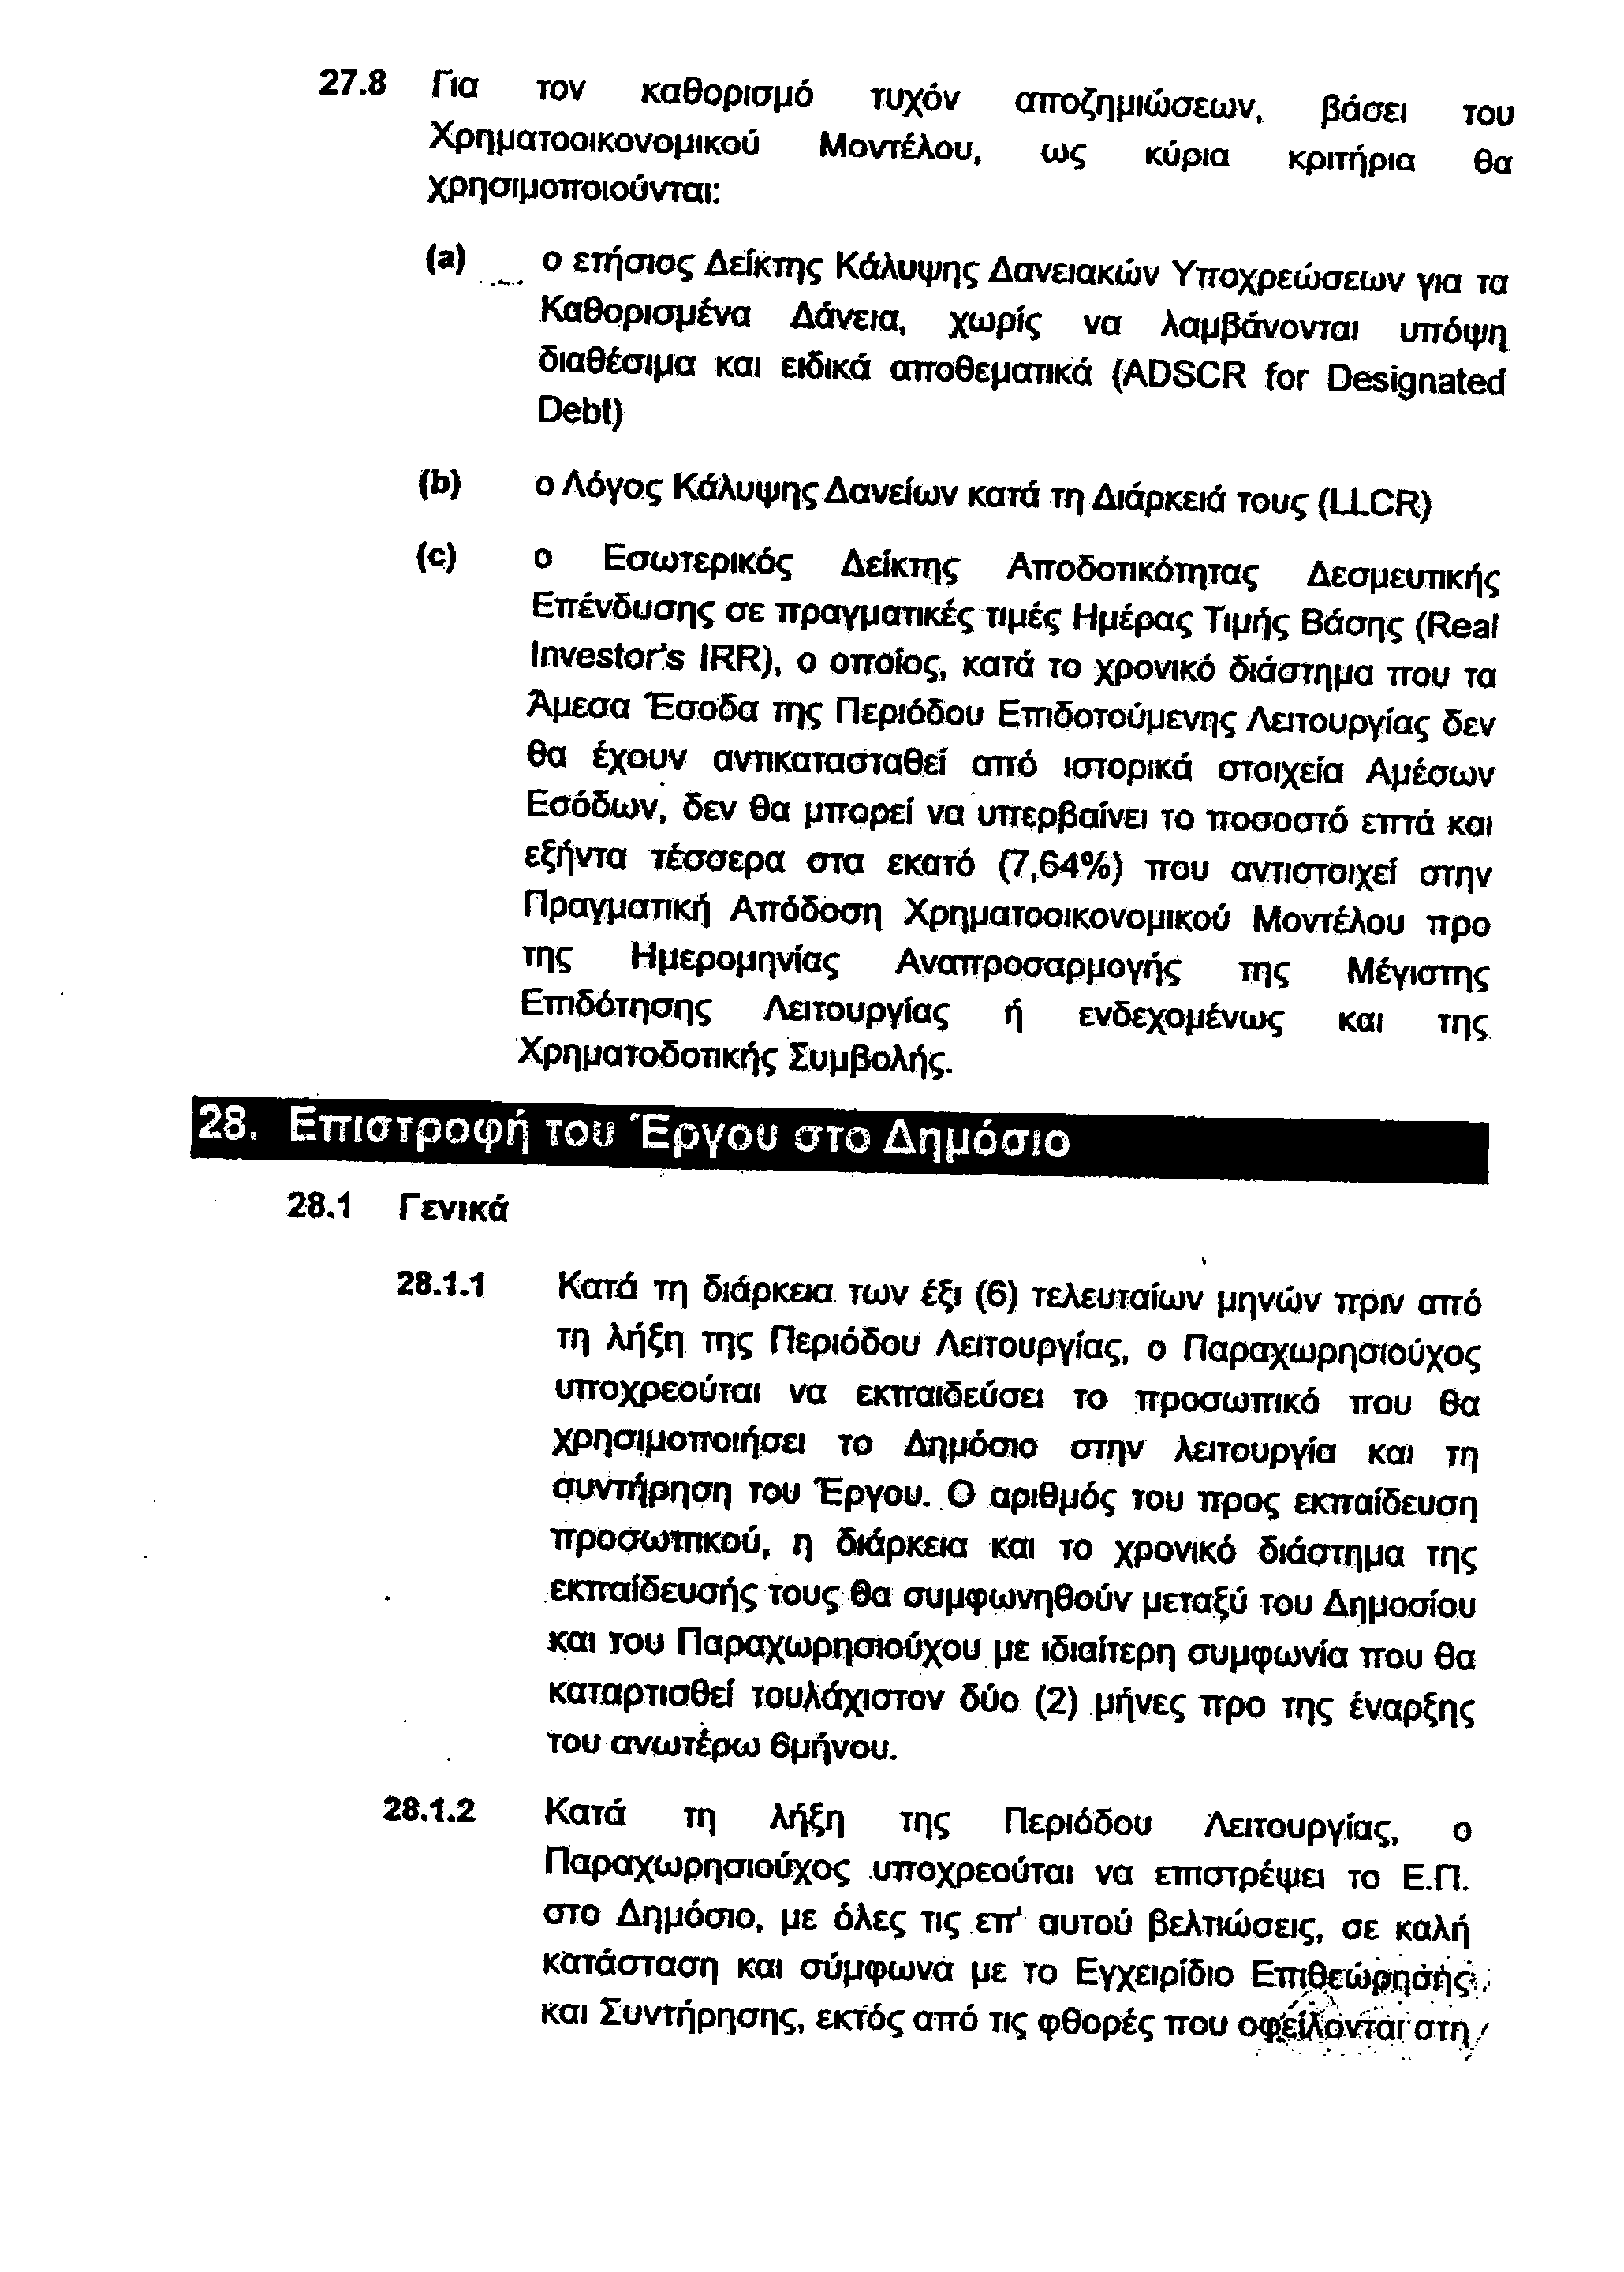 27.8 Για τον καθορισμό τυχόν αποζημιώσεων, βάσει του
Χρηματοοικονομικού Μοντέλου, ως κύρια κριτήρια θα
χρησιμοποιούνται:
(a) ο ετήσιος Δείκτης Κάλυψης Δανειακών Υποχρεώσεων για τα
Καθορισμένα Δάνεια, χωρίς να λαμβάνονται υπόψη
διαθέσιμα και ειδικά αποθεματικά (ADSCR for Designated
Debt)
(b) ο Λόγος Κάλυψης Δανείων κατά τη Διάρκειά τους (LLCR)
(c) ο Εσωτερικός Δείκτης Αποδοτικότητας Δεσμευτικής
Επένδυσης σε πραγματικές τιμές Ημέρας Τιμής Βάσης (Real
Investor's IRR), ο οποίος, κατά το χρονικό διάστημα που τα
Άμεσα Έσοδα της Περιόδου Επιδοτούμενης Λειτουργίας δεν
θα έχουν αντικατασταθεί από ιστορικά στοιχεία Αμέσων
Εσόδων, δεν θα μπορεί να υπερβαίνει το ποσοστό επτά και
εξήντα τέσσερα στα εκατό (7,64%) που αντιστοιχεί στην
Πραγματική Απόδοση Χρηματοοικονομικού Μοντέλου προ
της Ημερομηνίας Αναπροσαρμογής της Μέγιστης
Επιδότησης Λειτουργίας ή ενδεχομένως και της
Χρηματοδοτικής Συμβολής.
28. Επιστροφή του Έργου στο Δημόσιο
28.1 Γενικά
28.1.1 Κατά τη διάρκεια των έξι (6) τελευταίων μηνών πριν από
τη λήξη της Περιόδου Λειτουργίας, ο Παραχωρησιούχος
υποχρεούται να εκπαιδεύσει το προσωπικό που θα
χρησιμοποιήσει το Δημόσιο στην λειτουργία και τη
συντήρηση του Έργου. Ο αριθμός του προς εκπαίδευση
προσωπικού, η διάρκεια και το χρονικό διάστημα της
εκπαίδευσής τους θα συμφωνηθούν μεταξύ του Δημοσίου
και του Παραχωρησιούχου με ιδιαίτερη συμφωνία που θα
καταρτισθεί τουλάχιστον δύο (2) μήνες προ της έναρξης
του ανωτέρω 6μήνου.
28.1.2 Κατά τη λήξη της Περιόδου Λειτουργίας, ο
Παραχωρησιούχος υποχρεούται να επιστρέψει το Ε.Π.
στο Δημόσιο, με όλες τις επ' αυτού βελτιώσεις, σε καλή
κατάσταση και σύμφωνα με το Εγχειρίδιο Επιθεώρησής
και Συντήρησης, εκτός από τις φθορές που οφείλονται στη